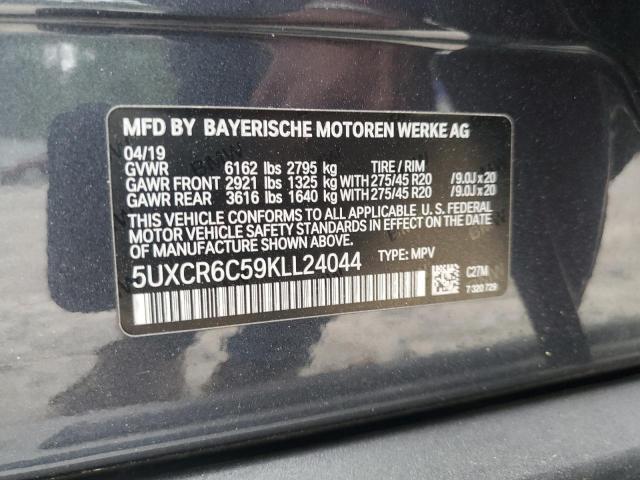 MFD BY BAYERISCHE MOTOREN WERKE AG
04/19
GVWR 6162 lbs 2795 kg TIRE / RIM
GAWR FRONT 2921 lbs 1325 kg WITH 275/45 R20 /9.0J x 20
GAWR REAR 3616 lbs 1640 kg WITH 275/45 R20 /9.0J x 20
THIS VEHICLE CONFORMS TO ALL APPLICABLE U. S. FEDERAL
MOTOR VEHICLE SAFETY STANDARDS IN EFFECT ON THE DATE
OF MANUFACTURE SHOWN ABOVE.
5UXCR6C59KLL24044 TYPE: MPV
C27M
7 320 729